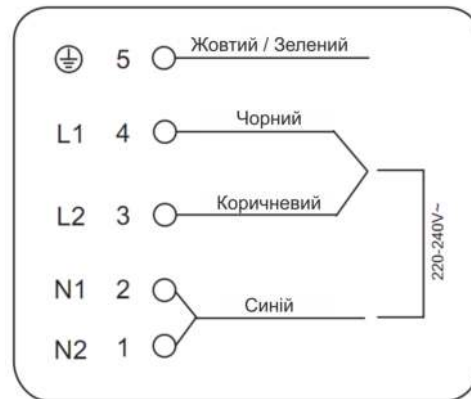 5 Жовтий / Зелений
L1 4 Чорний
L2 3 Коричневий
N1 2
Синій
N2 1
220-240V~